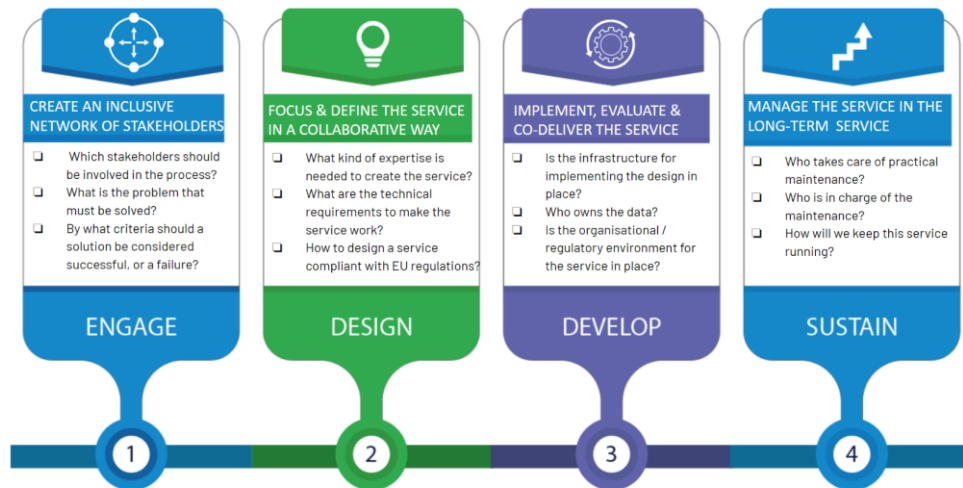 CREATE AN INCLUSIVE
NETWORK OF STAKEHOLDERS
❑ Which stakeholders should
be involved in the process?
❑ What is the problem that
must be solved?
❑ By what criteria should a
solution be considered
successful, or a failure?
ENGAGE
1
FOCUS & DEFINE THE SERVICE
IN A COLLABORATIVE WAY
❑ What kind of expertise is
needed to create the service?
❑ What are the technical
requirements to make the
service work?
❑ How to design a service
compliant with EU regulations?
DESIGN
2
IMPLEMENT, EVALUATE &
CO-DELIVER THE SERVICE
❑ Is the infrastructure for
implementing the design in
place?
❑ Who owns the data?
❑ Is the organisational /
regulatory environment for
the service in place?
DEVELOP
3
MANAGE THE SERVICE IN THE
LONG-TERM SERVICE
❑ Who takes care of practical
maintenance?
❑ Who is in charge of the
maintenance?
❑ How will we keep this service
running?
SUSTAIN
4